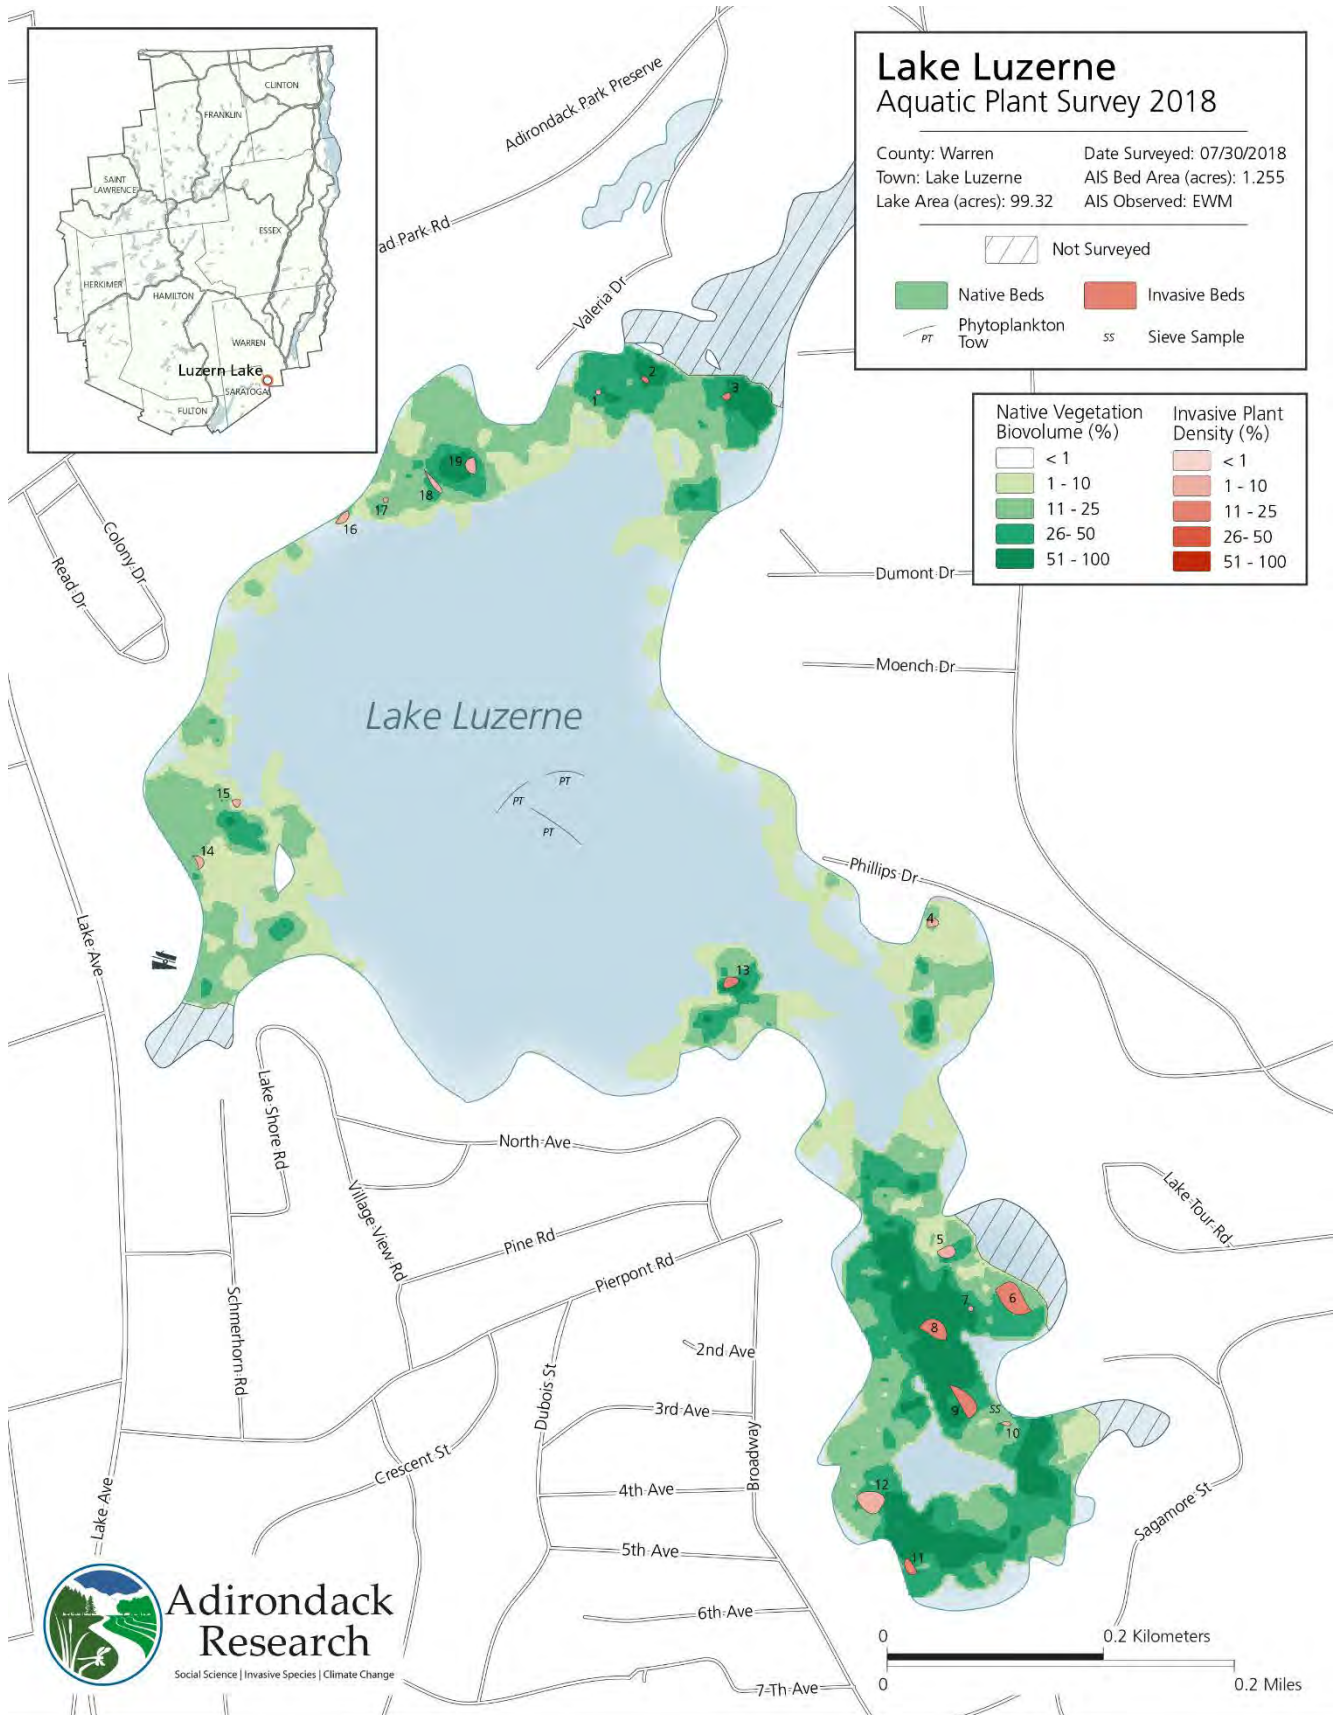 CLINTON
FRANKLIN
SAINT
LAWRENCE
ESSEX
HERKIMER
HAMILTON
WARREN
Luzern Lake
SARATOGA
FULTON
Lake Luzerne
Aquatic Plant Survey 2018
County: Warren
Date Surveyed: 07/30/2018
Town: Lake Luzerne
AIS Bed Area (acres): 1.255
Lake Area (acres): 99.32
AIS Observed: EWM
Not Surveyed
Native Beds
Invasive Beds
PT
Phytoplankton
Tow
SS
Sieve Sample
Native Vegetation
Biovolume (%)
< 1
1 - 10
11 - 25
26- 50
51 - 100
Invasive Plant
Density (%)
< 1
1 - 10
11 - 25
26- 50
51 - 100
Adirondack Park Preserve
ad Park Rd
Valeria Dr
2
1
3
19
18
17
16
Colony Dr
Read Dr
Dumont Dr
Moench Dr
Lake Luzerne
PT
PT
PT
15
14
Phillips Dr
4
13
Lake Ave
Lake Shore Rd
North Ave
Village View Rd
Pine Rd
Pierpont Rd
Lake Tour Rd
5
6
7
8
Schmerhorn Rd
2nd Ave
Dubois St
3rd Ave
9
SS
10
Broadway
Crescent St
4th Ave
12
Sagamore St
Lake Ave
5th Ave
11
6th Ave
7 Th Ave
Adirondack
Research
Social Science | Invasive Species | Climate Change
0
0.2 Kilometers
0
0.2 Miles